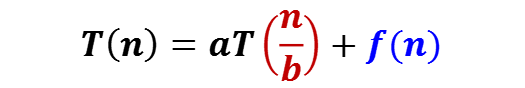 T(n) = aT(n/b) + f(n)